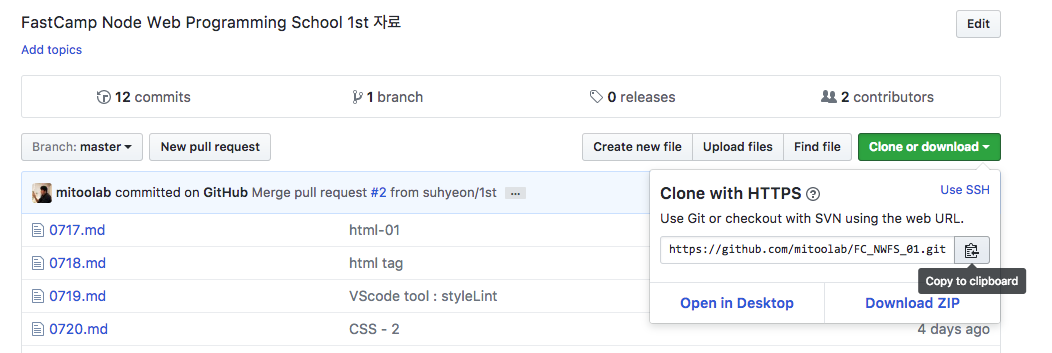 FastCamp Node Web Programming School 1st 자료
Edit
Add topics
12 commits
1 branch
0 releases
2 contributors
Branch: master
New pull request
Create new file
Upload files
Find file
Clone or download
mitoolab committed on GitHub Merge pull request #2 from suhyeon/1st ...
Clone with HTTPS ?
Use SSH
Use Git or checkout with SVN using the web URL.
https://github.com/mitoolab/FC_NWFS_01.git
Copy to clipboard
Open in Desktop
Download ZIP
0717.md html-01
0718.md html tag
0719.md VScode tool : styleLint
0720.md CSS - 2 4 days ago